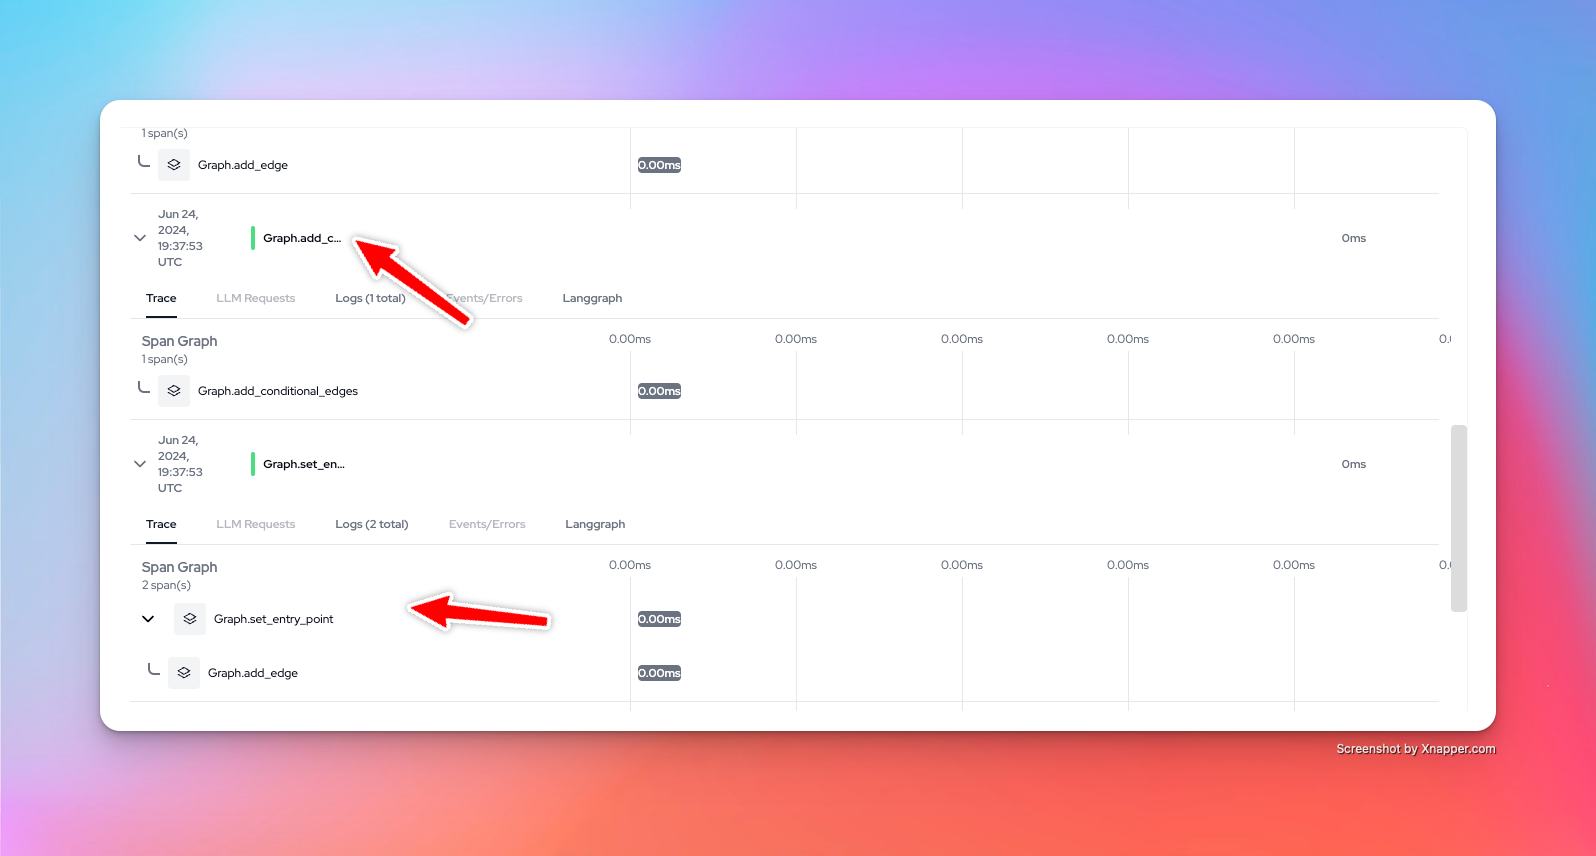 1 span(s)
Graph.add_edge
0.00ms
Jun 24,
2024,
19:37:53
UTC
Graph.add_c...
0ms
Trace LLM Requests Logs (1 total) Events/Errors Langgraph
Span Graph
1 span(s)
0.00ms 0.00ms 0.00ms 0.00ms 0.00ms 0.
Graph.add_conditional_edges
0.00ms
Jun 24,
2024,
19:37:53
UTC
Graph.set_en...
0ms
Trace LLM Requests Logs (2 total) Events/Errors Langgraph
Span Graph
2 span(s)
0.00ms 0.00ms 0.00ms 0.00ms 0.00ms 0.
Graph.set_entry_point
0.00ms
Graph.add_edge
0.00ms
Screenshot by Xnapper.com